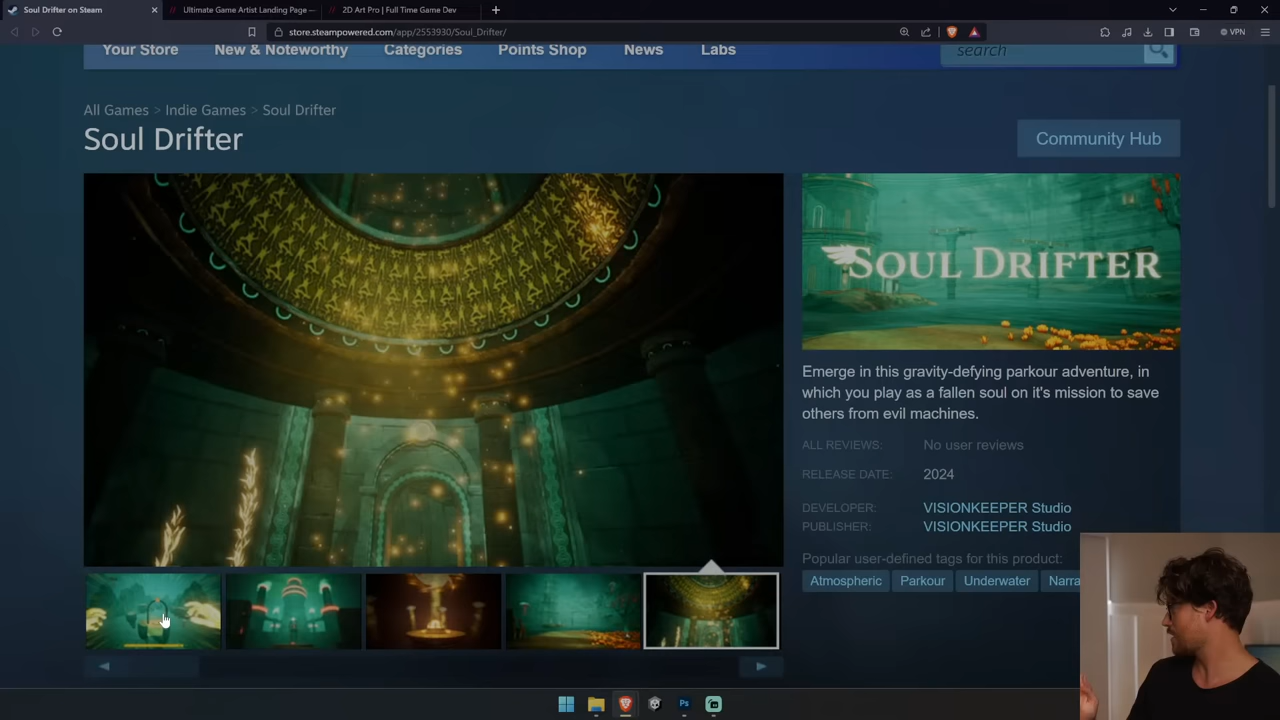 Soul Drifter on Steam
Ultimate Game Artist Landing Page —
2D Art Pro | Full Time Game Dev
store.steampowered.com/app/2553930/Soul_Drifter/
VPN
Your Store
New & Noteworthy
Categories
Points Shop
News
Labs
search
All Games > Indie Games > Soul Drifter
Soul Drifter
Community Hub
SOUL DRIFTER
Emerge in this gravity-defying parkour adventure, in
which you play as a fallen soul on it's mission to save
others from evil machines.
ALL REVIEWS: No user reviews
RELEASE DATE: 2024
DEVELOPER: VISIONKEEPER Studio
PUBLISHER: VISIONKEEPER Studio
Popular user-defined tags for this product:
Atmospheric Parkour Underwater Narra
Ps